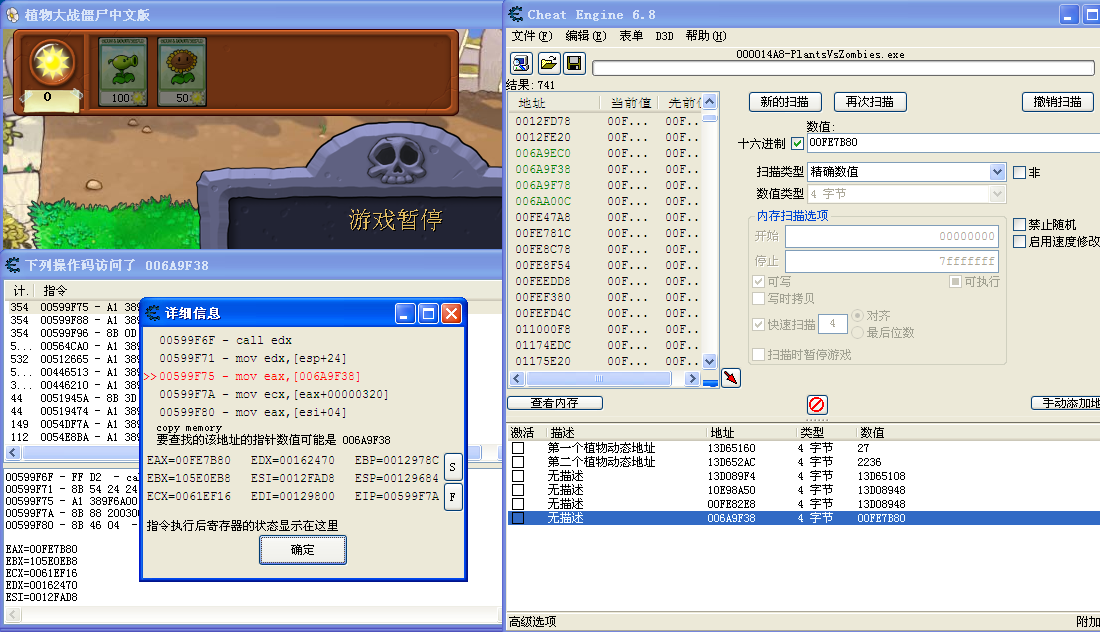 植物大战僵尸中文版
0
100
50
游戏暂停
下列操作码访问了 006A9F38
计. 指令
354 00599F75 - A1 389
354 00599F88 - A1 389
354 00599F96 - 8B 0D
5... 00564CA0 - A1 389
532 00512665 - A1 389
5... 00446513 - A1 389
3... 00446210 - A1 389
44 0051945A - 8B 3D
44 00519474 - A1 389
149 0054DF7A - A1 389
112 0054E8BA - A1 389
00599F6F - FF D2 - cal
00599F71 - 8B 54 24 24
00599F75 - A1 389F6A00
00599F7A - 8B 88 200300
00599F80 - 8B 46 04 -
EAX=00FE7B80
EBX=105E0EB8
ECX=0061EF16
EDX=00162470
ESI=0012FAD8
详细信息
00599F6F - call edx
00599F71 - mov edx,[esp+24]
>>00599F75 - mov eax,[006A9F38]
00599F7A - mov ecx,[eax+00000320]
00599F80 - mov eax,[esi+04]
copy memory
要查找的该地址的指针数值可能是 006A9F38
EAX=00FE7B80 EDX=00162470 EBP=0012978C
EBX=105E0EB8 ESI=0012FAD8 ESP=00129684
ECX=0061EF16 EDI=00129800 EIP=00599F7A
S
F
指令执行后寄存器的状态显示在这里
确定
Cheat Engine 6.8
文件(F) 编辑(E) 表单 D3D 帮助(H)
000014A8-PlantsVsZombies.exe
结果: 741
地址 当前值 先前值
0012FD78 00F... 00F...
0012FE20 00F... 00F...
006A9EC0 00F... 00F...
006A9F38 00F... 00F...
006A9F78 00F... 00F...
006AA00C 00F... 00F...
00FE47A8 00F... 00F...
00FE781C 00F... 00F...
00FE8C78 00F... 00F...
00FE8F54 00F... 00F...
00FEEDD8 00F... 00F...
00FEF380 00F... 00F...
00FEFD4C 00F... 00F...
011000F8 00F... 00F...
01174EDC 00F... 00F...
01175E20 00F... 00F...
新的扫描 再次扫描 撤销扫描
数值:
十六进制 00FE7B80
扫描类型 精确数值 非
数值类型 4 字节
内存扫描选项
开始 00000000
停止 7fffffff
可写 可执行
写时拷贝
快速扫描 4 对齐
最后位数
扫描时暂停游戏
禁止随机
启用速度修改
查看内存 手动添加地
激活 描述 地址 类型 数值
第一个植物动态地址 13D65160 4 字节 27
第二个植物动态地址 13D652AC 4 字节 2236
无描述 13D089F4 4 字节 13D65108
无描述 10E98A50 4 字节 13D08948
无描述 00FE82E8 4 字节 13D08948
无描述 006A9F38 4 字节 00FE7B80
高级选项 附加